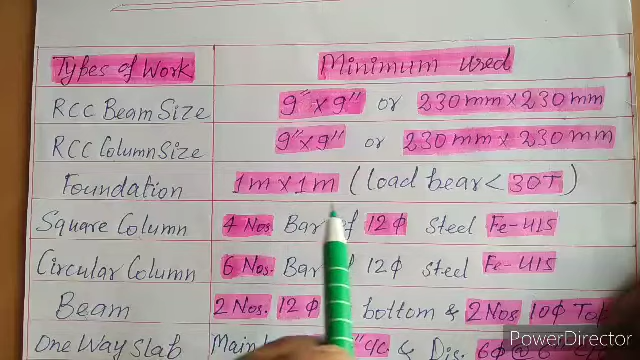 Types of Work Minimum used
RCC Beam Size 9" x 9" or 230mm x 230mm
RCC Column Size 9" x 9" or 230mm x 230mm
Foundation 1m x 1m (load bear < 30T)
Square Column 4 Nos. Bar of 12ϕ steel Fe-415
Circular Column 6 Nos. Bar 12ϕ steel Fe-415
Beam 2 Nos. 12ϕ bottom & 2 Nos 10ϕ
One Way Slab Main "c/c & Dis. 6ϕ@
PowerDirector